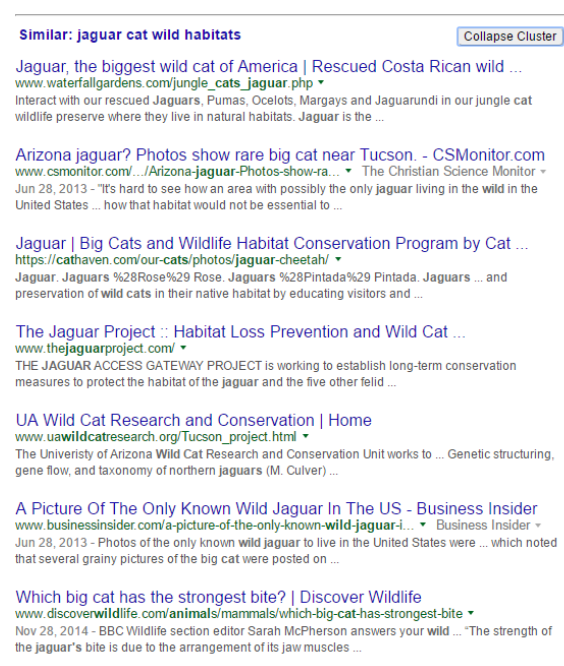 Similar: jaguar cat wild habitats
Collapse Cluster
Jaguar, the biggest wild cat of America | Rescued Costa Rican wild ...
www.waterfallgardens.com/jungle_cats_jaguar.php
Interact with our rescued Jaguars, Pumas, Ocelots, Margays and Jaguarundi in our jungle cat
wildlife preserve where they live in natural habitats. Jaguar is the ...
Arizona jaguar? Photos show rare big cat near Tucson. - CSMonitor.com
www.csmonitor.com/.../Arizona-jaguar-Photos-show-ra... The Christian Science Monitor
Jun 28, 2013 - "It's hard to see how an area with possibly the only jaguar living in the wild in the
United States ... how that habitat would not be essential to ...
Jaguar | Big Cats and Wildlife Habitat Conservation Program by Cat ...
https://cathaven.com/our-cats/photos/jaguar-cheetah/
Jaguar. Jaguars %28Rose%29 Rose. Jaguars %28Pintada%29 Pintada. Jaguars ... and
preservation of wild cats in their native habitat by educating visitors and ...
The Jaguar Project :: Habitat Loss Prevention and Wild Cat ...
www.thejaguarproject.com/
THE JAGUAR ACCESS GATEWAY PROJECT is working to establish long-term conservation
measures to protect the habitat of the jaguar and the five other felid ...
UA Wild Cat Research and Conservation | Home
www.uawildcatresearch.org/Tucson_project.html
The Univeristy of Arizona Wild Cat Research and Conservation Unit works to ... Genetic structuring,
gene flow, and taxonomy of northern jaguars (M. Culver) ...
A Picture Of The Only Known Wild Jaguar In The US - Business Insider
www.businessinsider.com/a-picture-of-the-only-known-wild-jaguar-i... Business Insider
Jun 28, 2013 - Photos of the only known wild jaguar to live in the United States were ... which noted
that several grainy pictures of the big cat were posted on ...
Which big cat has the strongest bite? | Discover Wildlife
www.discoverwildlife.com/animals/mammals/which-big-cat-has-strongest-bite
Nov 28, 2014 - BBC Wildlife section editor Sarah McPherson answers your wild ... "The strength of
the jaguar's bite is due to the arrangement of its jaw muscles ...